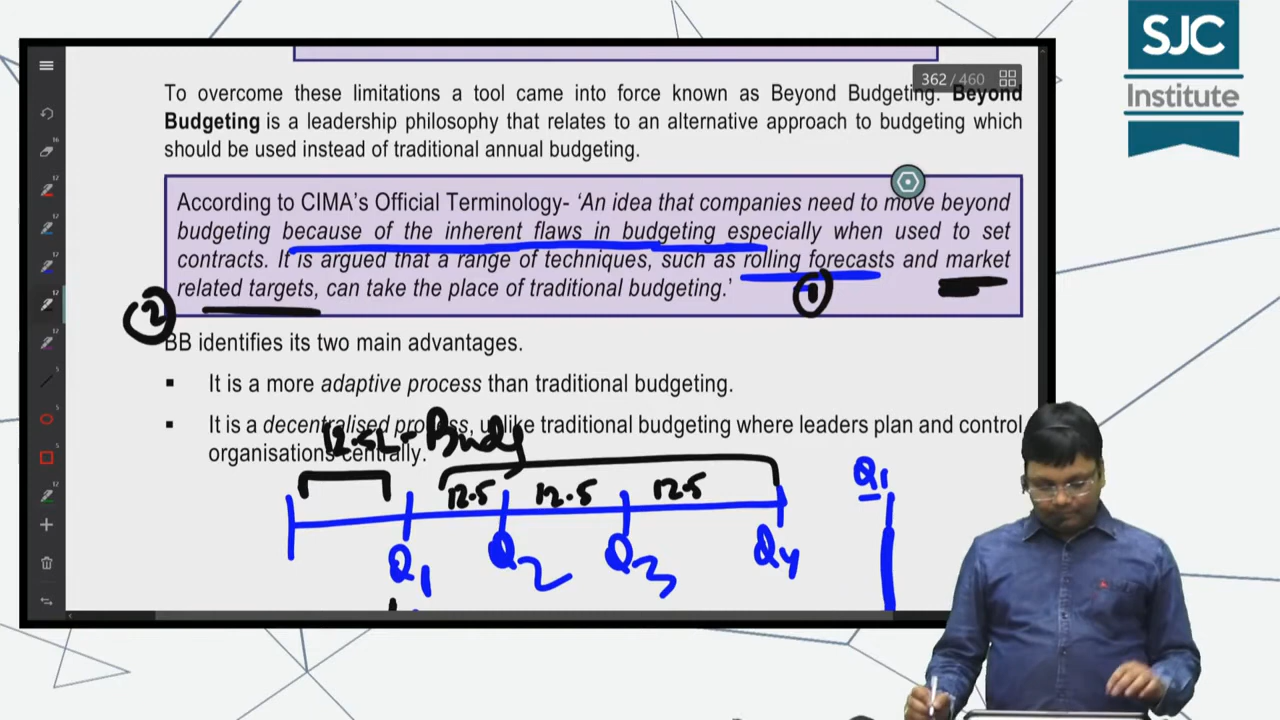 SJC
Institute
362 / 460
To overcome these limitations a tool came into force known as Beyond Budgeting. Beyond
Budgeting is a leadership philosophy that relates to an alternative approach to budgeting which
should be used instead of traditional annual budgeting.
According to CIMA's Official Terminology- 'An idea that companies need to move beyond
budgeting because of the inherent flaws in budgeting especially when used to set
contracts. It is argued that a range of techniques, such as rolling forecasts and market
related targets, can take the place of traditional budgeting.'
1
2
BB identifies its two main advantages.
▪ It is a more adaptive process than traditional budgeting.
▪ It is a decentralised process, unlike traditional budgeting where leaders plan and control
organisations centrally.
12.5L - Budg
12.5 12.5 12.5
Q1 Q2 Q3 Q4
Q1